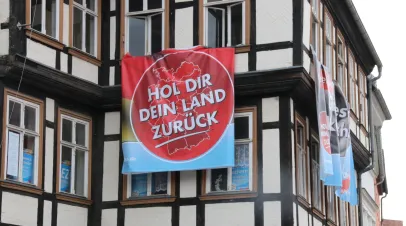 HOL DIR
DEIN LAND
ZURÜCK